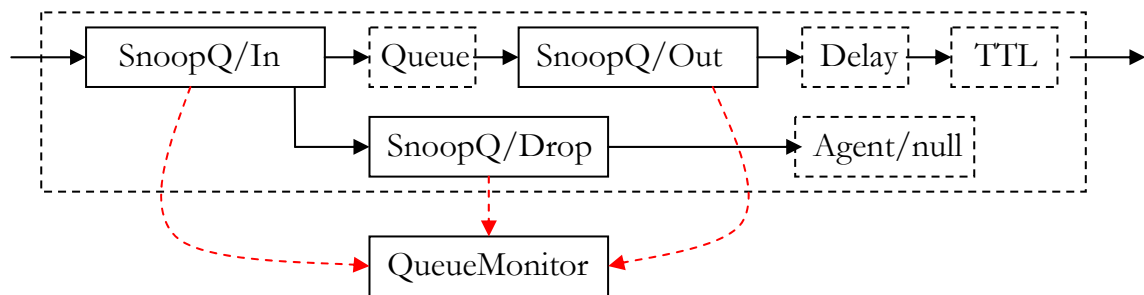 SnoopQ/In
Queue
SnoopQ/Out
Delay
TTL
SnoopQ/Drop
Agent/null
QueueMonitor